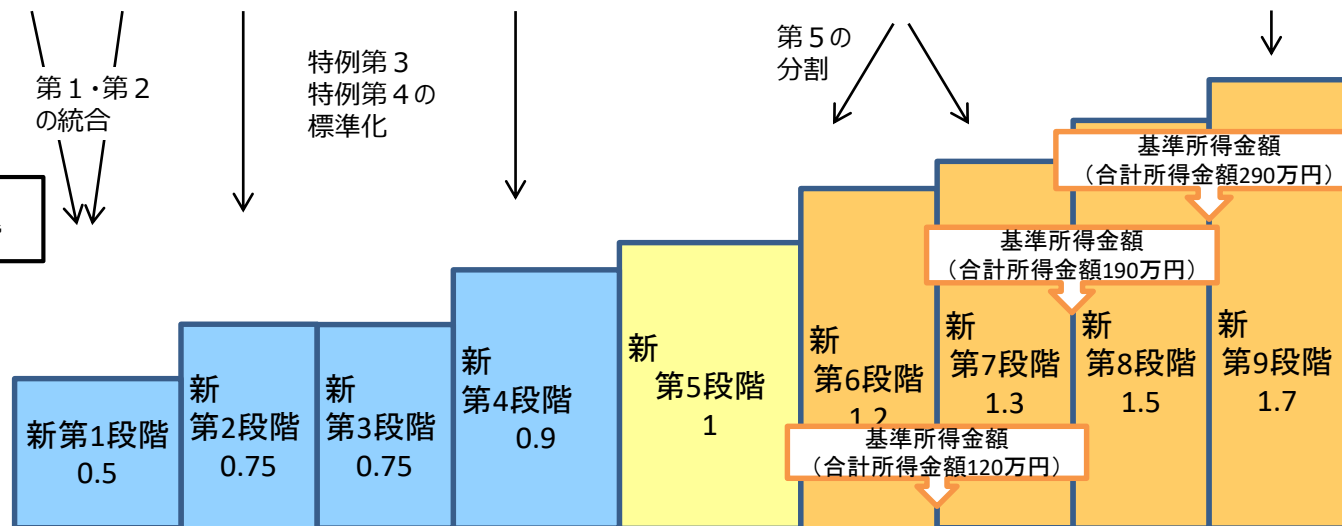 第１・第２
の統合
特例第３
特例第４の
標準化
第５の
分割
基準所得金額
（合計所得金額290万円）
基準所得金額
（合計所得金額190万円）
新第1段階
0.5
新
第2段階
0.75
新
第3段階
0.75
新
第4段階
0.9
新
第5段階
1
新
第6段階
1.2
新
第7段階
1.3
新
第8段階
1.5
新
第9段階
1.7
基準所得金額
（合計所得金額120万円）